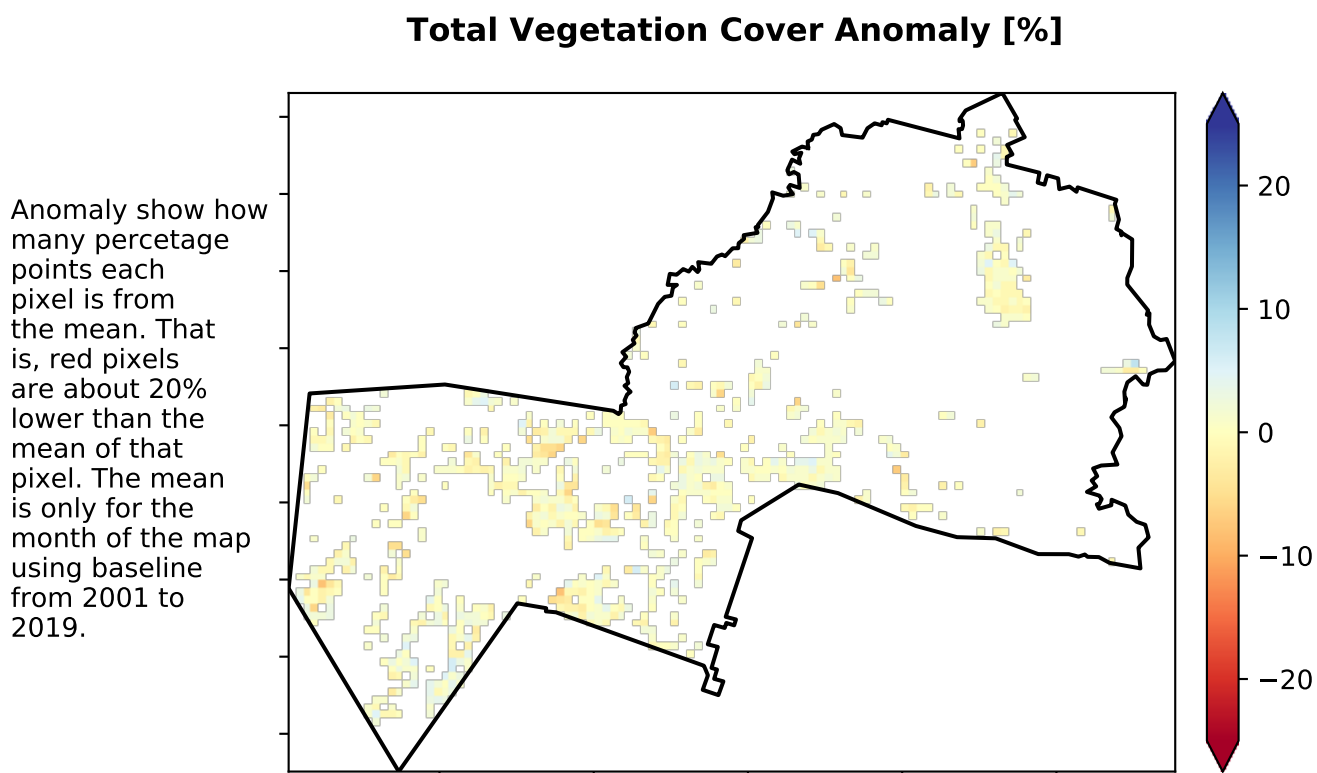 Total Vegetation Cover Anomaly [%]
Anomaly show how
many percetage
points each
pixel is from
the mean. That
is, red pixels
are about 20%
lower than the
mean of that
pixel. The mean
is only for the
month of the map
using baseline
from 2001 to
2019.
20
10
0
−10
−20